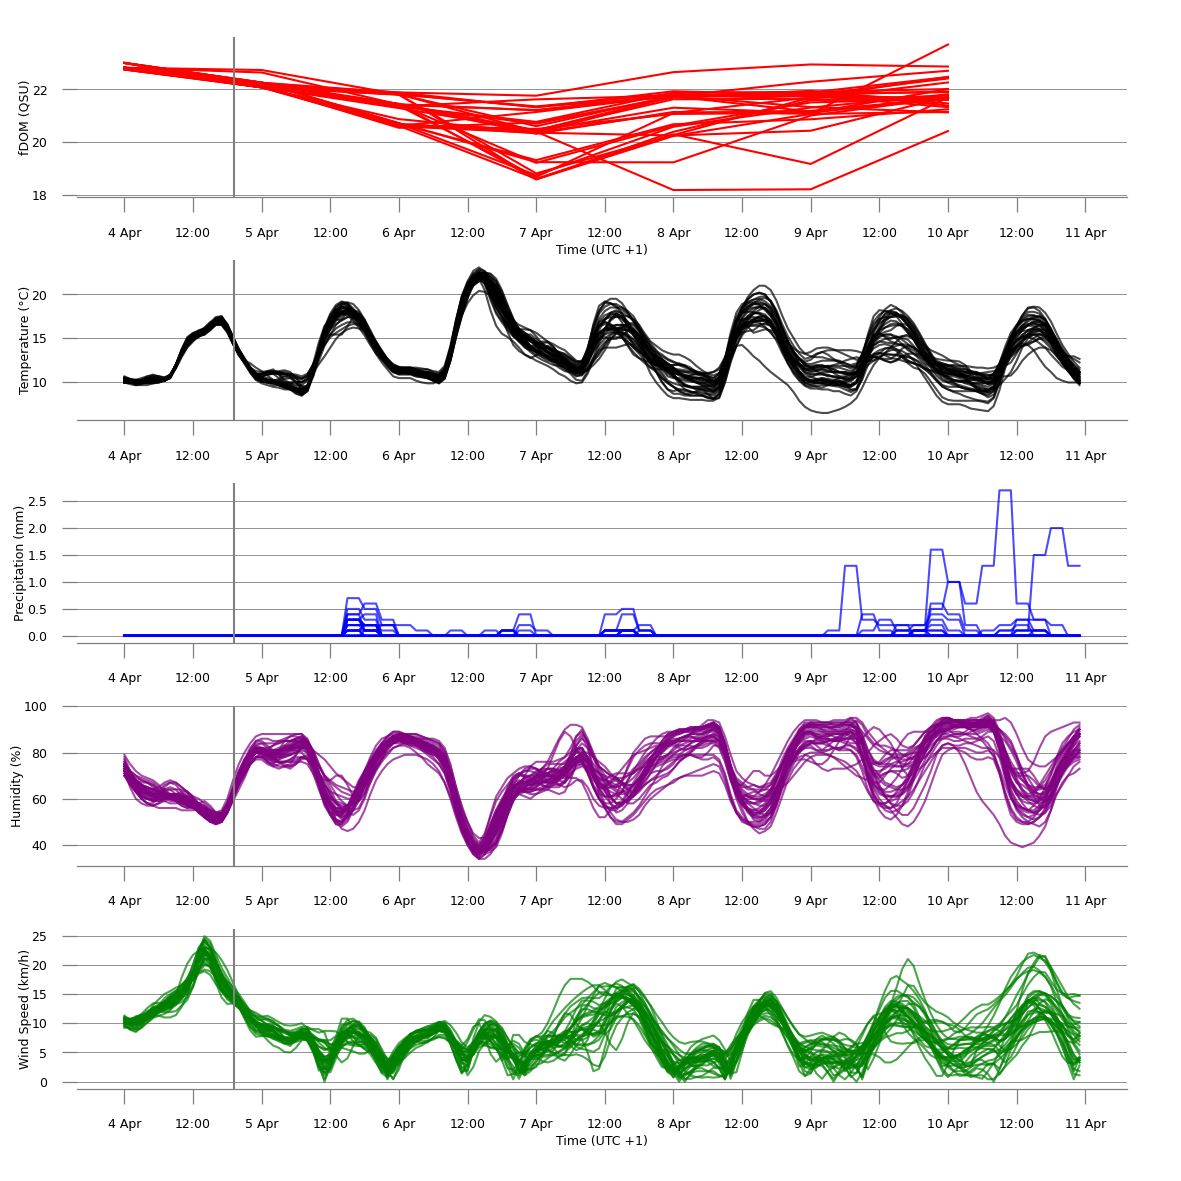 fDOM (QSU)
22
20
18
4 Apr 12:00 5 Apr 12:00 6 Apr 12:00 7 Apr 12:00 8 Apr 12:00 9 Apr 12:00 10 Apr 12:00 11 Apr
Time (UTC +1)
Temperature (°C)
20
15
10
4 Apr 12:00 5 Apr 12:00 6 Apr 12:00 7 Apr 12:00 8 Apr 12:00 9 Apr 12:00 10 Apr 12:00 11 Apr
Precipitation (mm)
2.5
2.0
1.5
1.0
0.5
0.0
4 Apr 12:00 5 Apr 12:00 6 Apr 12:00 7 Apr 12:00 8 Apr 12:00 9 Apr 12:00 10 Apr 12:00 11 Apr
Humidity (%)
100
80
60
40
4 Apr 12:00 5 Apr 12:00 6 Apr 12:00 7 Apr 12:00 8 Apr 12:00 9 Apr 12:00 10 Apr 12:00 11 Apr
Wind Speed (km/h)
25
20
15
10
5
0
4 Apr 12:00 5 Apr 12:00 6 Apr 12:00 7 Apr 12:00 8 Apr 12:00 9 Apr 12:00 10 Apr 12:00 11 Apr
Time (UTC +1)